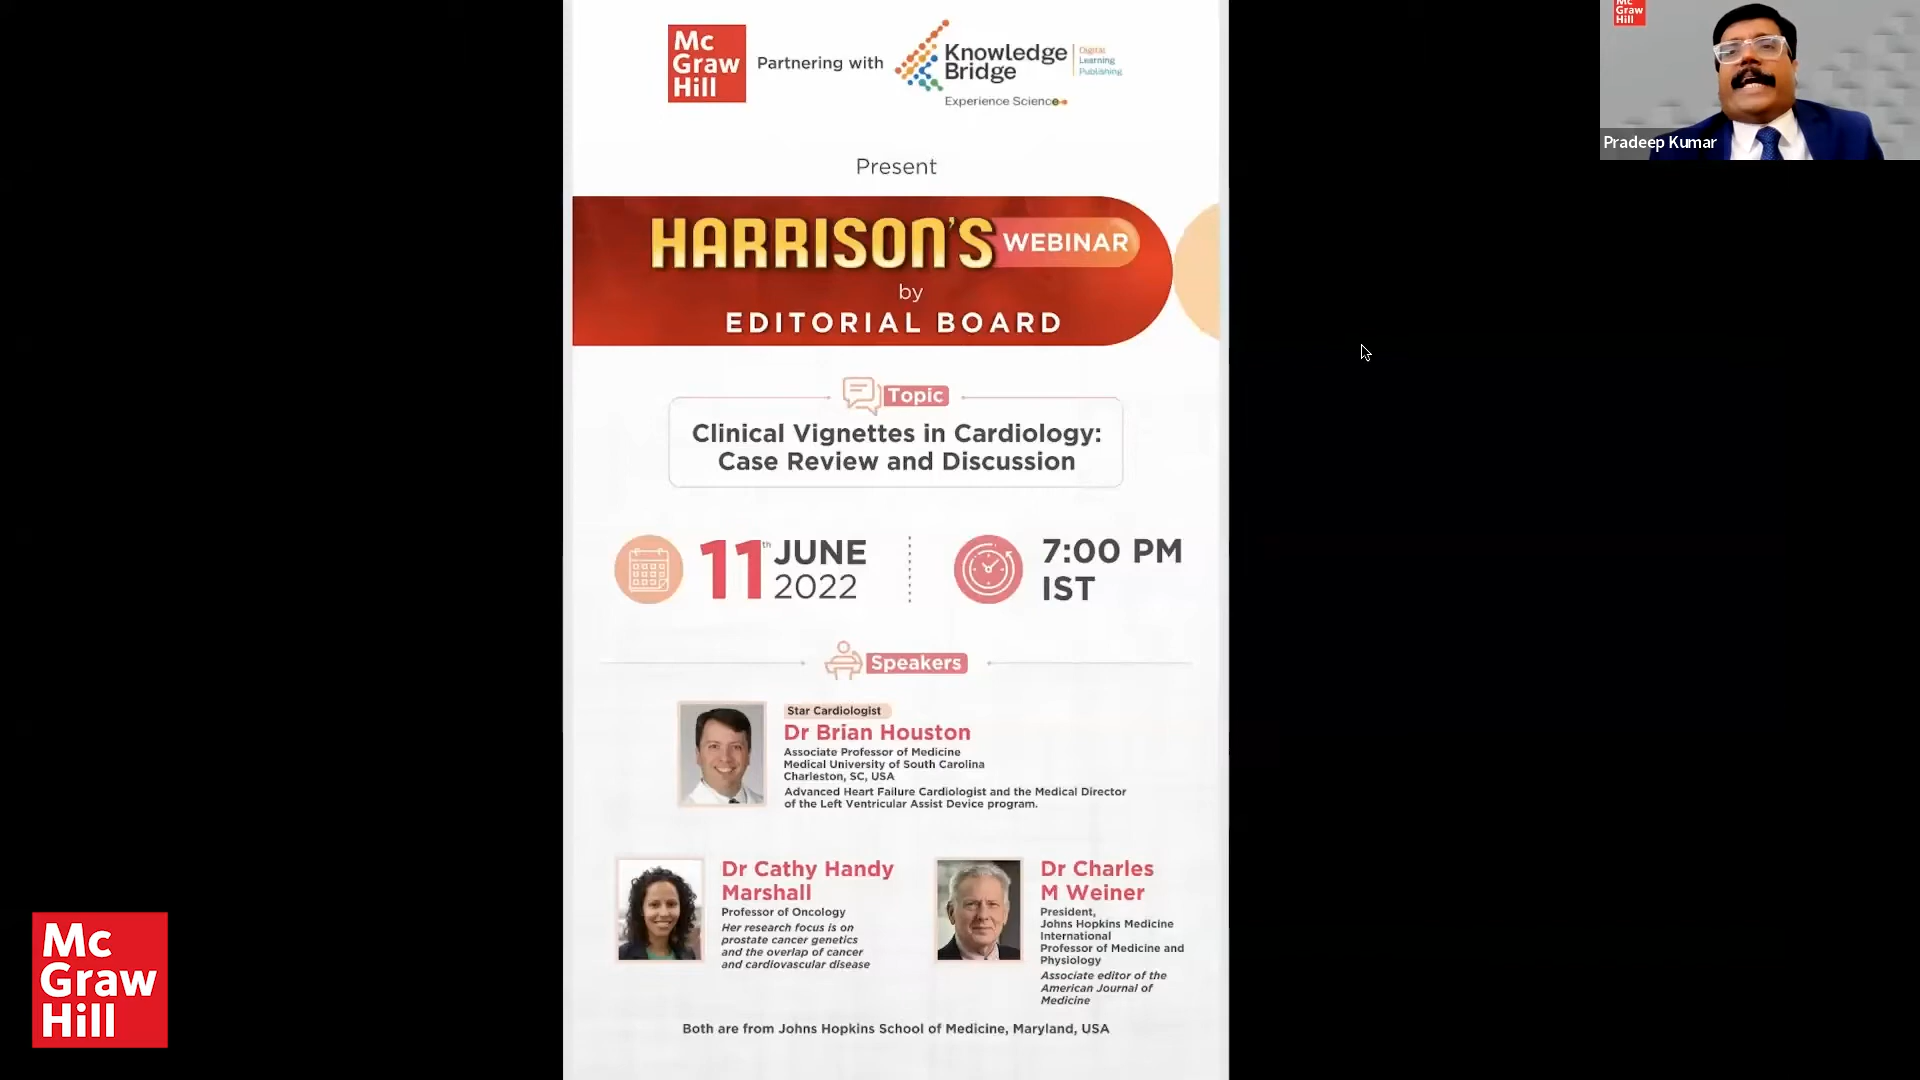 Mc
Graw
Hill
Partnering with
Knowledge
Bridge
Digital
Learning
Publishing
Experience Science
Mc
Graw
Hill
Pradeep Kumar
Present
HARRISON'S WEBINAR
by
EDITORIAL BOARD
Topic
Clinical Vignettes in Cardiology:
Case Review and Discussion
11th JUNE
2022
7:00 PM
IST
Speakers
Star Cardiologist
Dr Brian Houston
Associate Professor of Medicine
Medical University of South Carolina
Charleston, SC, USA
Advanced Heart Failure Cardiologist and the Medical Director
of the Left Ventricular Assist Device program.
Dr Cathy Handy
Marshall
Professor of Oncology
Her research focus is on
prostate cancer genetics
and the overlap of cancer
and cardiovascular disease
Dr Charles
M Weiner
President,
Johns Hopkins Medicine
International
Professor of Medicine and
Physiology
Associate editor of the
American Journal of
Medicine
Both are from Johns Hopkins School of Medicine, Maryland, USA
Mc
Graw
Hill